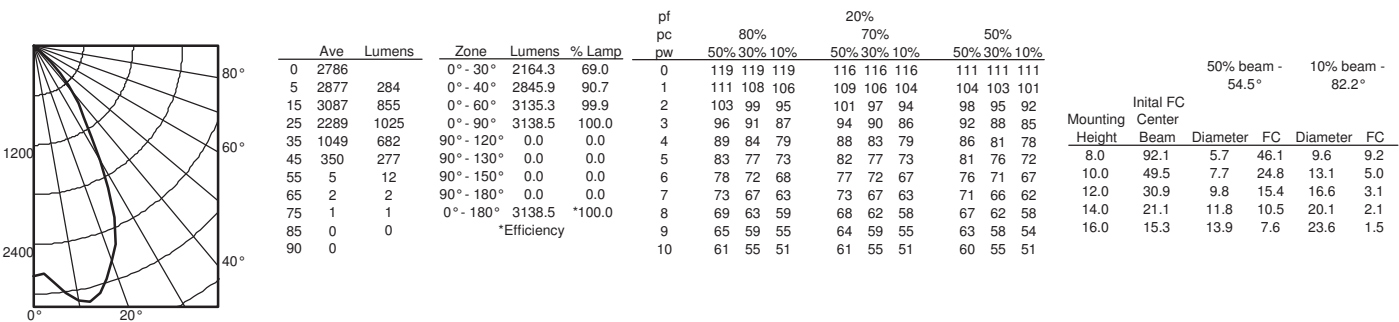 80°
60°
40°
1200
2400
0° 20°
Ave Lumens
0 2786
5 2877 284
15 3087 855
25 2289 1025
35 1049 682
45 350 277
55 5 12
65 2 2
75 1 1
85 0 0
90 0
Zone Lumens % Lamp
0°- 30° 2164.3 69.0
0°- 40° 2845.9 90.7
0°- 60° 3135.3 99.9
0°- 90° 3138.5 100.0
90°- 120° 0.0 0.0
90°- 130° 0.0 0.0
90°- 150° 0.0 0.0
90°- 180° 0.0 0.0
0°- 180° 3138.5 *100.0
*Efficiency
pf 20%
pc 80% 70% 50%
pw 50% 30% 10% 50% 30% 10% 50% 30% 10%
0 119 119 119 116 116 116 111 111 111
1 111 108 106 109 106 104 104 103 101
2 103 99 95 101 97 94 98 95 92
3 96 91 87 94 90 86 92 88 85
4 89 84 79 88 83 79 86 81 78
5 83 77 73 82 77 73 81 76 72
6 78 72 68 77 72 67 76 71 67
7 73 67 63 73 67 63 71 66 62
8 69 63 59 68 62 58 67 62 58
9 65 59 55 64 59 55 63 58 54
10 61 55 51 61 55 51 60 55 51
50% beam - 10% beam -
54.5° 82.2°
Inital FC
Mounting Center
Height Beam Diameter FC Diameter FC
8.0 92.1 5.7 46.1 9.6 9.2
10.0 49.5 7.7 24.8 13.1 5.0
12.0 30.9 9.8 15.4 16.6 3.1
14.0 21.1 11.8 10.5 20.1 2.1
16.0 15.3 13.9 7.6 23.6 1.5